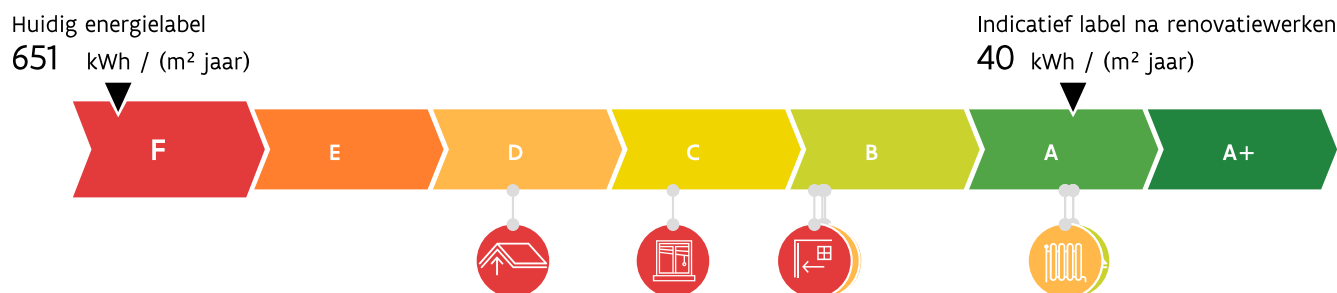 Huidig energielabel
651 kWh / (m² jaar)
Indicatief label na renovatiewerken
40 kWh / (m² jaar)
F E D C B A A+